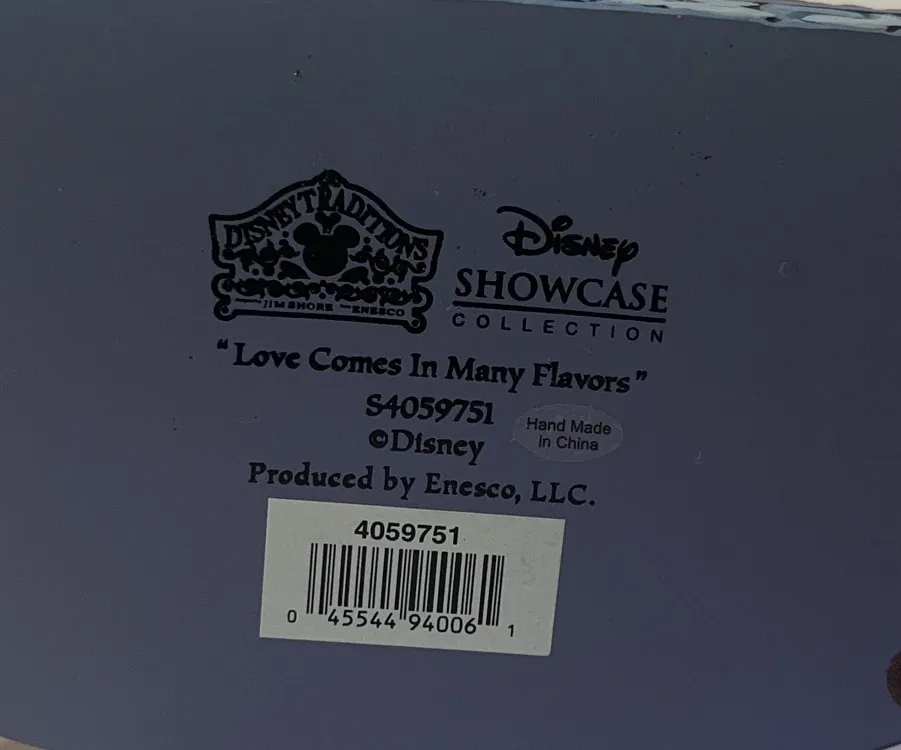 DISNEY TRADITIONS
JIM SHORE ENESCO
Disney
SHOWCASE
COLLECTION
“Love Comes In Many Flavors”
S4059751
©Disney
Hand Made
in China
Produced by Enesco, LLC.
4059751
0 45544 94006 1